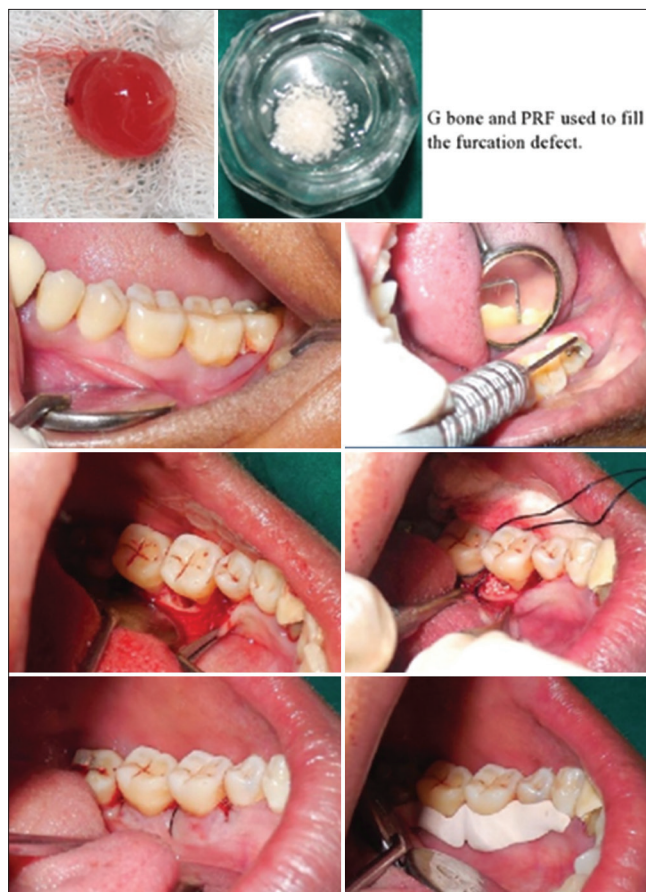 G bone and PRF used to fill
the furcation defect.